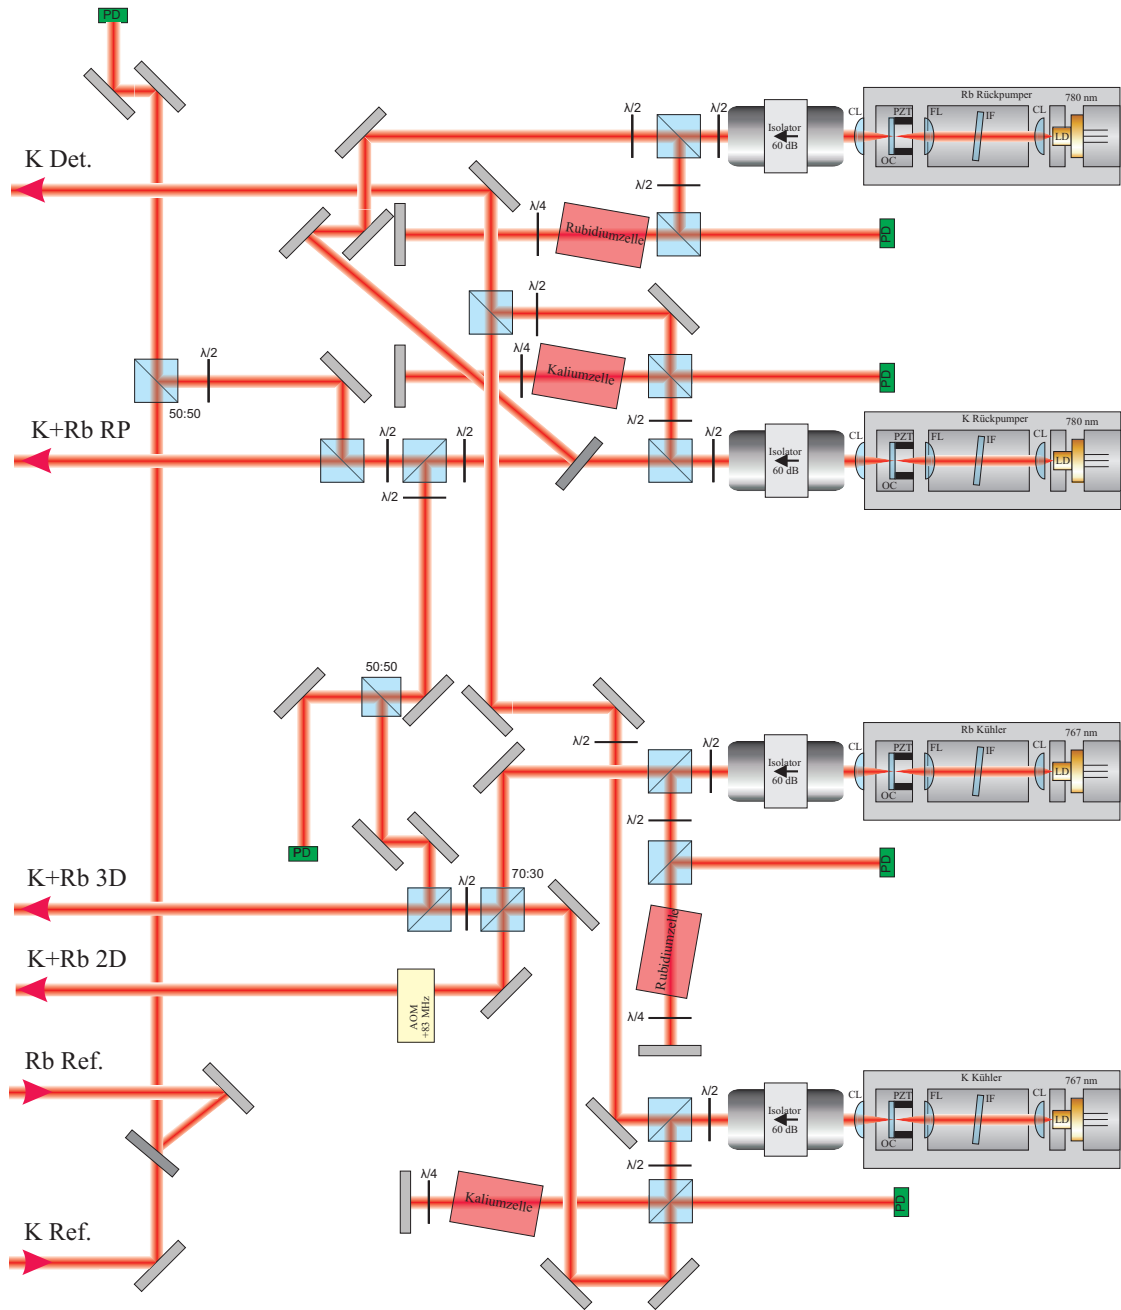 PD
Rb Rückpumper 780 nm
CL PZT FL IF CL
λ/2 λ/2 Isolator
60 dB LD
OC
K Det.
λ/2
λ/4
Rubidiumzelle
PD
λ/2
λ/4
Kaliumzelle
PD
λ/2
50:50
λ/2
K Rückpumper 780 nm
CL PZT FL IF CL
K+Rb RP
λ/2 λ/2 λ/2 Isolator
60 dB LD
OC
λ/2
50:50
Rb Kühler 767 nm
λ/2 λ/2 CL PZT FL IF CL
Isolator
60 dB LD
OC
λ/2
PD PD
K+Rb 3D
λ/2 70:30
Rubidiumzelle
K+Rb 2D
AOM
+83 MHz
λ/4
Rb Ref.
K Kühler 767 nm
λ/2 CL PZT FL IF CL
Isolator
60 dB LD
OC
λ/2
λ/4
Kaliumzelle
PD
K Ref.